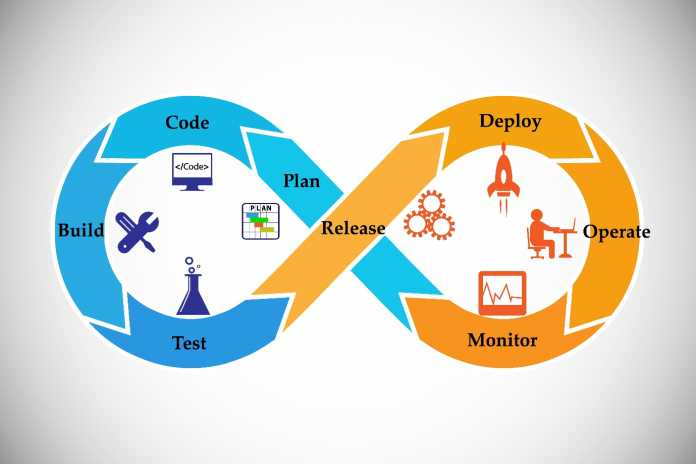 Code
Deploy
</Code>
PLAN
Plan
Build
Release
Operate
Test
Monitor